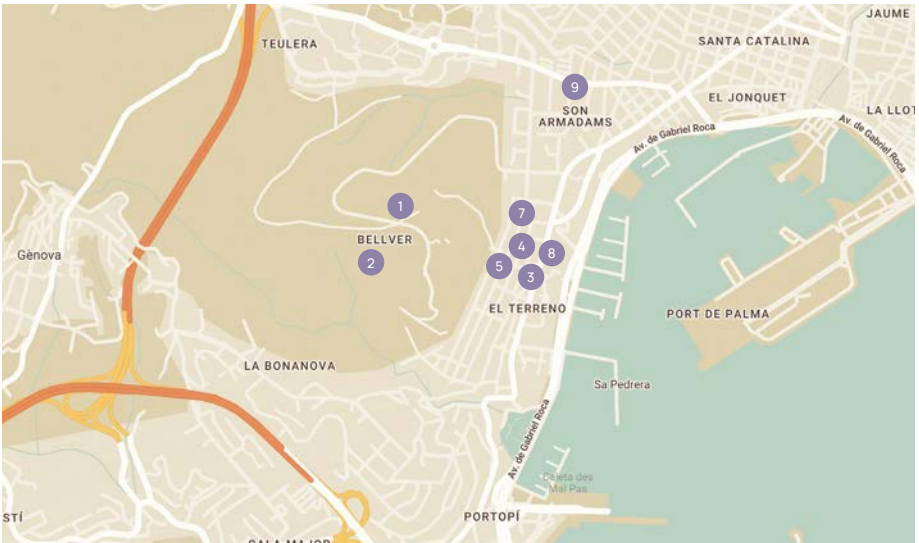 JAUME
TEULERA
SANTA CATALINA
9
EL JONQUET
SON
ARMADAMS
LA LLOT
Av. de Gabriel Roca
Av. de Gabriel Roca
1
7
BELLVER
4
8
Gènova
2
5
3
EL TERRENO
PORT DE PALMA
LA BONANOVA
Sa Pedrera
Av. de Gabriel Roca
Caleta des
Mal Pas
STÍ
PORTOPÍ
CALA MAJOR